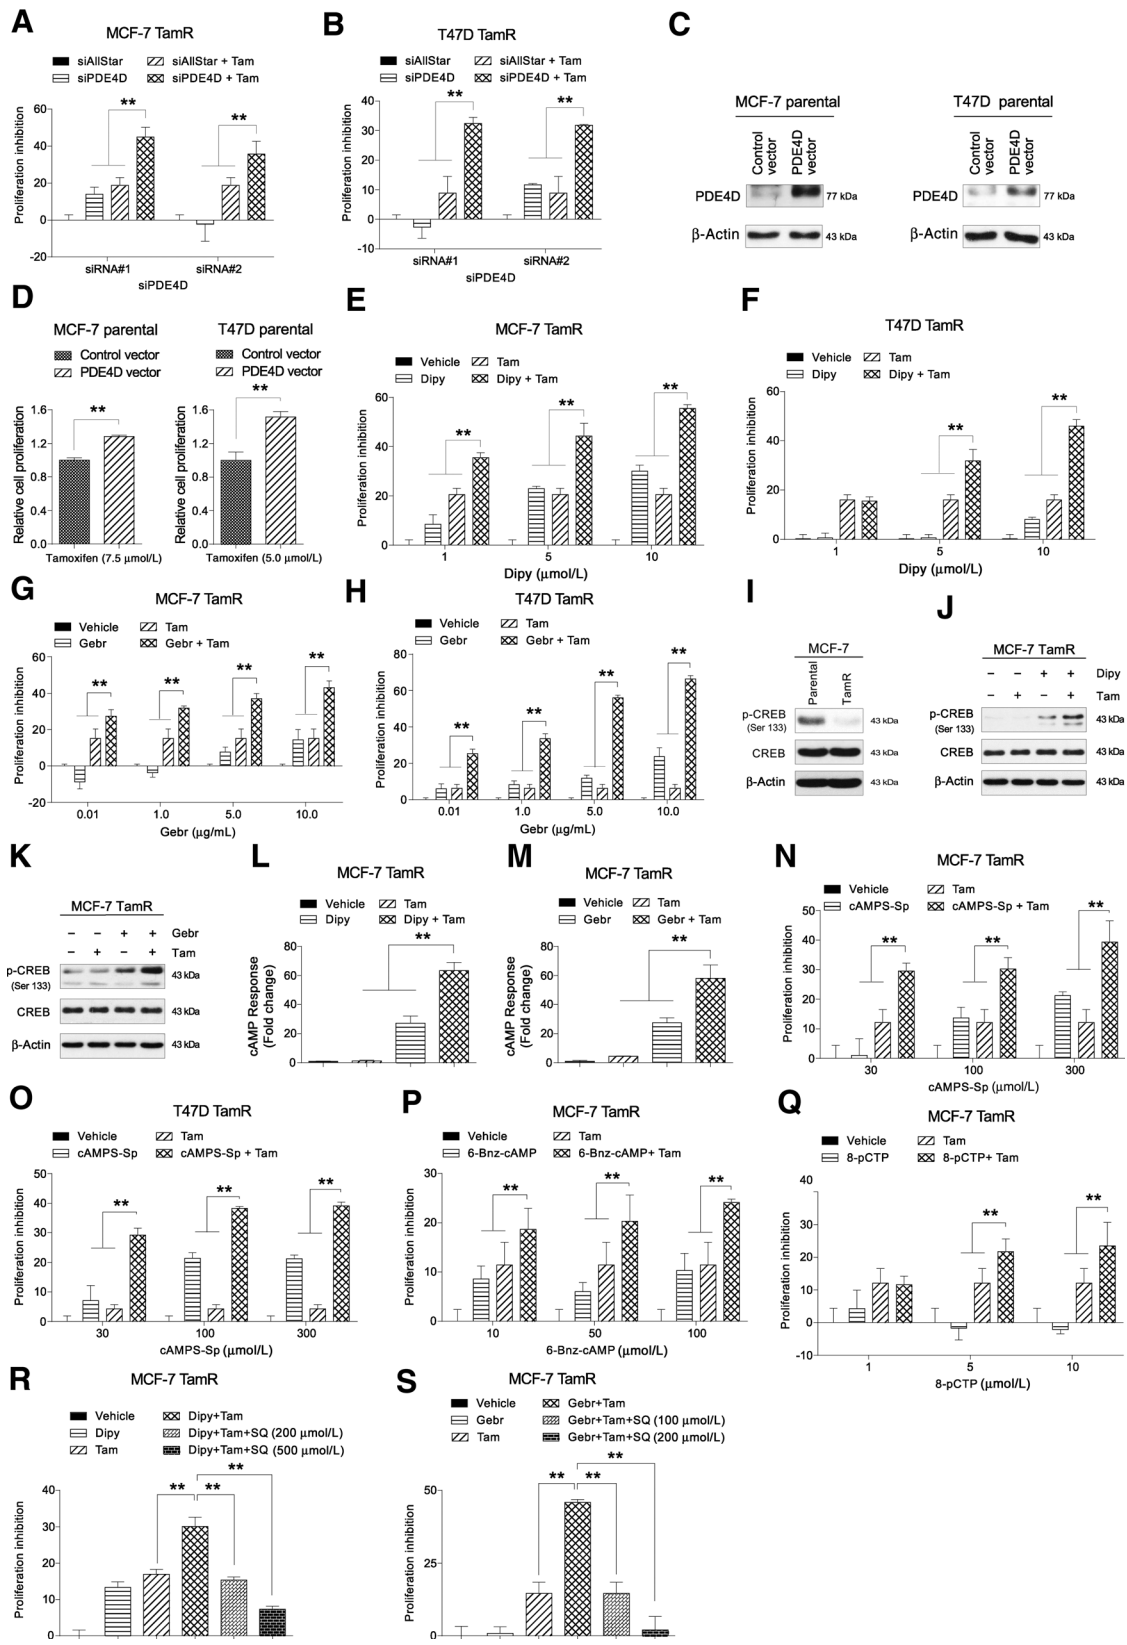 A
MCF-7 TamR
siAllStar
siAllStar + Tam
siPDE4D
siPDE4D + Tam
Proliferation inhibition
60
40
20
0
-20
**
**
siRNA#1
siRNA#2
siPDE4D
B
T47D TamR
siAllStar
siAllStar + Tam
siPDE4D
siPDE4D + Tam
Proliferation inhibition
40
30
20
10
0
-10
**
**
siRNA#1
siRNA#2
siPDE4D
C
MCF-7 parental
T47D parental
Control vector
PDE4D vector
Control vector
PDE4D vector
PDE4D
77 kDa
PDE4D
77 kDa
β-Actin
43 kDa
β-Actin
43 kDa
D
MCF-7 parental
Control vector
PDE4D vector
Relative cell proliferation
1.6
1.2
0.8
0.4
0.0
**
Tamoxifen (7.5 μmol/L)
T47D parental
Control vector
PDE4D vector
Relative cell proliferation
1.6
1.2
0.8
0.4
0.0
**
Tamoxifen (5.0 μmol/L)
E
MCF-7 TamR
Vehicle
Tam
Dipy
Dipy + Tam
Proliferation inhibition
60
40
20
0
**
**
**
1
5
10
Dipy (μmol/L)
F
T47D TamR
Vehicle
Tam
Dipy
Dipy + Tam
Proliferation inhibition
60
40
20
0
**
**
1
5
10
Dipy (μmol/L)
G
MCF-7 TamR
Vehicle
Tam
Gebr
Gebr + Tam
Proliferation inhibition
60
40
20
0
-20
**
**
**
**
0.01
1.0
5.0
10.0
Gebr (μg/mL)
H
T47D TamR
Vehicle
Tam
Gebr
Gebr + Tam
Proliferation inhibition
80
60
40
20
0
**
**
**
**
0.01
1.0
5.0
10.0
Gebr (μg/mL)
I
MCF-7
Parental
TamR
p-CREB
(Ser 133)
43 kDa
CREB
43 kDa
β-Actin
43 kDa
J
MCF-7 TamR
– – + + Dipy
– + – + Tam
p-CREB
(Ser 133)
43 kDa
CREB
43 kDa
β-Actin
43 kDa
K
MCF-7 TamR
– – + + Gebr
– + – + Tam
p-CREB
(Ser 133)
43 kDa
CREB
43 kDa
β-Actin
43 kDa
L
MCF-7 TamR
Vehicle
Tam
Dipy
Dipy + Tam
cAMP Response
(Fold change)
80
60
40
20
0
**
M
MCF-7 TamR
Vehicle
Tam
Gebr
Gebr + Tam
cAMP Response
(Fold change)
80
60
40
20
0
**
N
MCF-7 TamR
Vehicle
Tam
cAMPS-Sp
cAMPS-Sp + Tam
Proliferation inhibition
50
40
30
20
10
0
**
**
**
30
100
300
cAMPS-Sp (μmol/L)
O
T47D TamR
Vehicle
Tam
cAMPS-Sp
cAMPS-Sp + Tam
Proliferation inhibition
50
40
30
20
10
0
**
**
**
30
100
300
cAMPS-Sp (μmol/L)
P
MCF-7 TamR
Vehicle
Tam
6-Bnz-cAMP
6-Bnz-cAMP+ Tam
Proliferation inhibition
30
20
10
0
**
**
**
10
50
100
6-Bnz-cAMP (μmol/L)
Q
MCF-7 TamR
Vehicle
Tam
8-pCTP
8-pCTP+ Tam
Proliferation inhibition
40
30
20
10
0
-10
**
**
1
5
10
8-pCTP (μmol/L)
R
MCF-7 TamR
Vehicle
Dipy+Tam
Dipy
Dipy+Tam+SQ (200 μmol/L)
Tam
Dipy+Tam+SQ (500 μmol/L)
Proliferation inhibition
40
30
20
10
0
**
**
**
S
MCF-7 TamR
Vehicle
Gebr+Tam
Gebr
Gebr+Tam+SQ (100 μmol/L)
Tam
Gebr+Tam+SQ (200 μmol/L)
Proliferation inhibition
50
25
0
**
**
**